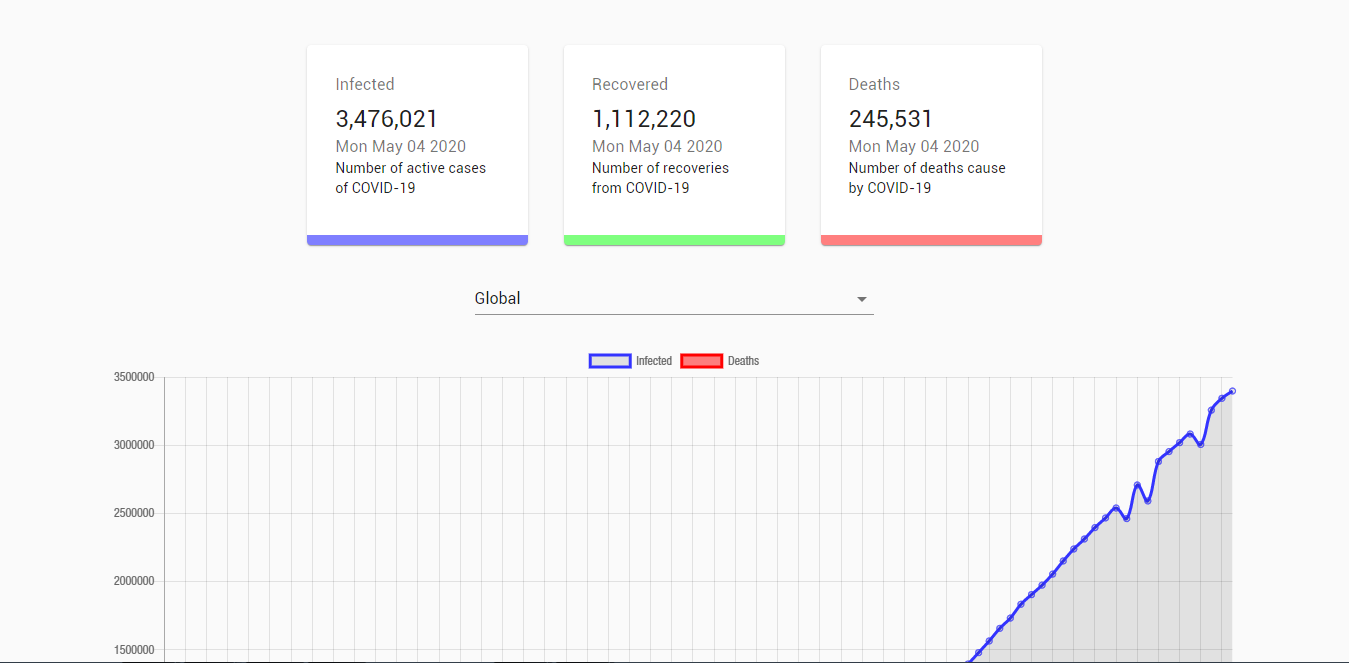 Infected
3,476,021
Mon May 04 2020
Number of active cases
of COVID-19
Recovered
1,112,220
Mon May 04 2020
Number of recoveries
from COVID-19
Deaths
245,531
Mon May 04 2020
Number of deaths cause
by COVID-19
Global
Infected Deaths
3500000
3000000
2500000
2000000
1500000